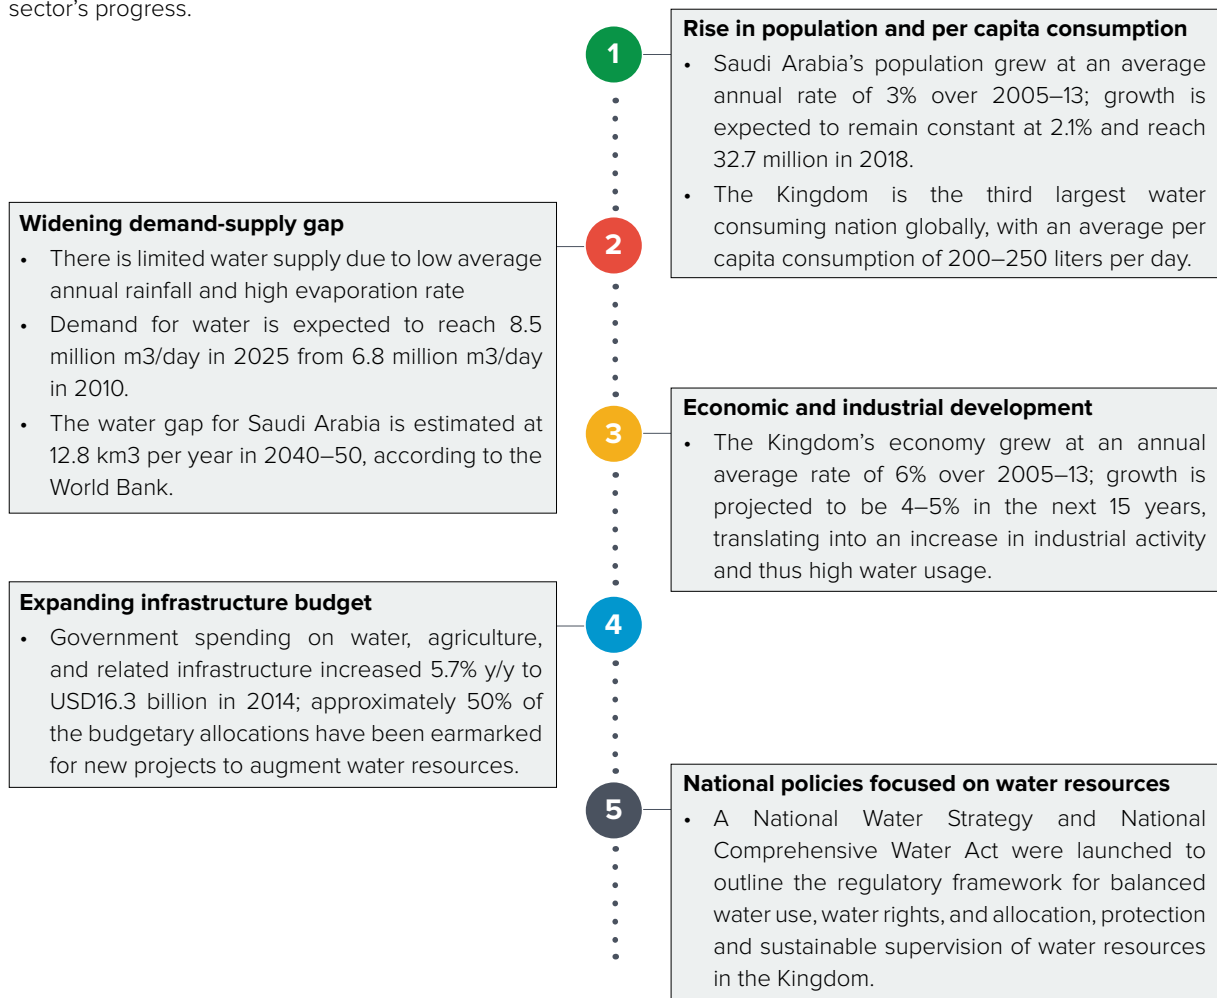 sector's progress.
1
Rise in population and per capita consumption
• Saudi Arabia's population grew at an average
annual rate of 3% over 2005–13; growth is
expected to remain constant at 2.1% and reach
32.7 million in 2018.
• The Kingdom is the third largest water
consuming nation globally, with an average per
capita consumption of 200–250 liters per day.
2
Widening demand-supply gap
• There is limited water supply due to low average
annual rainfall and high evaporation rate
• Demand for water is expected to reach 8.5
million m3/day in 2025 from 6.8 million m3/day
in 2010.
• The water gap for Saudi Arabia is estimated at
12.8 km3 per year in 2040–50, according to the
World Bank.
3
Economic and industrial development
• The Kingdom's economy grew at an annual
average rate of 6% over 2005–13; growth is
projected to be 4–5% in the next 15 years,
translating into an increase in industrial activity
and thus high water usage.
4
Expanding infrastructure budget
• Government spending on water, agriculture,
and related infrastructure increased 5.7% y/y to
USD16.3 billion in 2014; approximately 50% of
the budgetary allocations have been earmarked
for new projects to augment water resources.
5
National policies focused on water resources
• A National Water Strategy and National
Comprehensive Water Act were launched to
outline the regulatory framework for balanced
water use, water rights, and allocation, protection
and sustainable supervision of water resources
in the Kingdom.